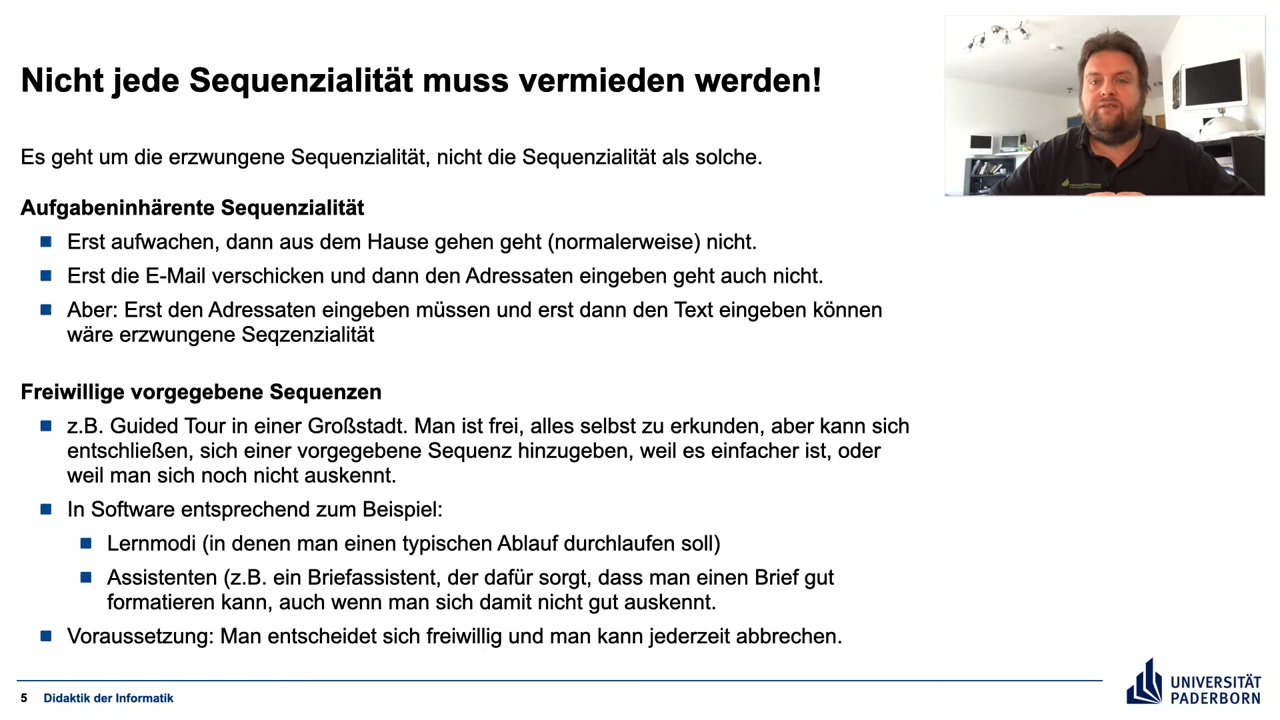 Nicht jede Sequenzialität muss vermieden werden!
Es geht um die erzwungene Sequenzialität, nicht die Sequenzialität als solche.
Aufgabeninhärente Sequenzialität
Erst aufwachen, dann aus dem Hause gehen geht (normalerweise) nicht.
Erst die E-Mail verschicken und dann den Adressaten eingeben geht auch nicht.
Aber: Erst den Adressaten eingeben müssen und erst dann den Text eingeben können
wäre erzwungene Seqzenzialität
Freiwillige vorgegebene Sequenzen
z.B. Guided Tour in einer Großstadt. Man ist frei, alles selbst zu erkunden, aber kann sich
entschließen, sich einer vorgegebene Sequenz hinzugeben, weil es einfacher ist, oder
weil man sich noch nicht auskennt.
In Software entsprechend zum Beispiel:
Lernmodi (in denen man einen typischen Ablauf durchlaufen soll)
Assistenten (z.B. ein Briefassistent, der dafür sorgt, dass man einen Brief gut
formatieren kann, auch wenn man sich damit nicht gut auskennt.
Voraussetzung: Man entscheidet sich freiwillig und man kann jederzeit abbrechen.
5 Didaktik der Informatik
UNIVERSITÄT
PADERBORN